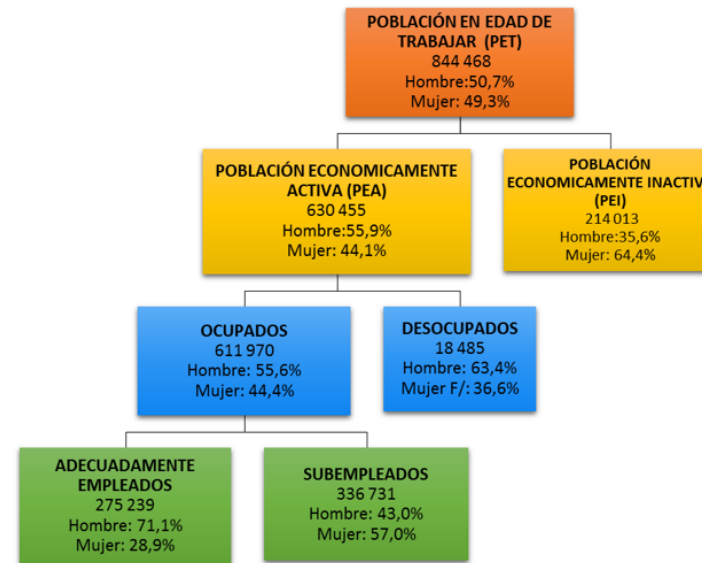 POBLACIÓN EN EDAD DE
TRABAJAR (PET)
844 468
Hombre:50,7%
Mujer: 49,3%
POBLACIÓN ECONOMICAMENTE
ACTIVA (PEA)
630 455
Hombre:55,9%
Mujer: 44,1%
POBLACIÓN
ECONOMICAMENTE INACTIV
(PEI)
214 013
Hombre:35,6%
Mujer: 64,4%
OCUPADOS
611 970
Hombre: 55,6%
Mujer: 44,4%
DESOCUPADOS
18 485
Hombre: 63,4%
Mujer F/: 36,6%
ADECUADAMENTE
EMPLEADOS
275 239
Hombre: 71,1%
Mujer: 28,9%
SUBEMPLEADOS
336 731
Hombre: 43,0%
Mujer: 57,0%